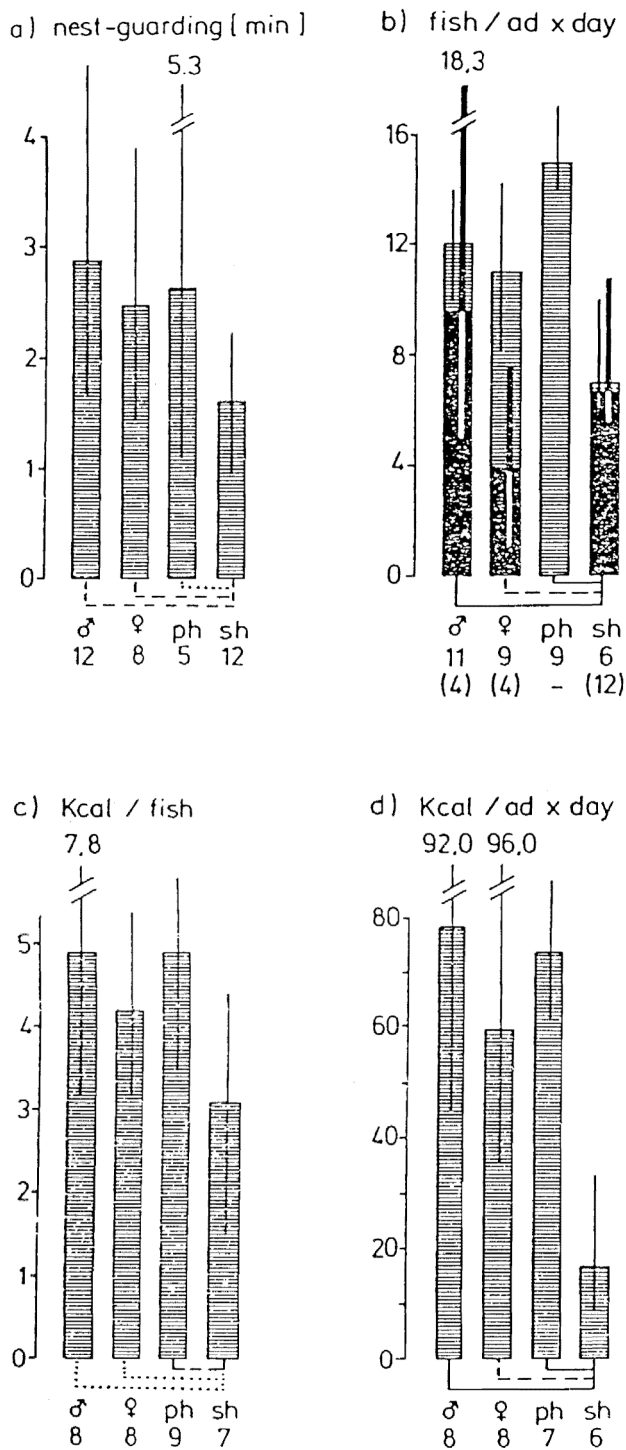 a) nest-guarding [ min ]
5.3
4
3
2
1
0
♂ ♀ ph sh
12 8 5 12
b) fish / ad x day
18,3
16
12
8
4
0
♂ ♀ ph sh
11 9 9 6
(4) (4) - (12)
c) Kcal / fish
7,8
5
4
3
2
1
0
♂ ♀ ph sh
8 8 9 7
d) Kcal / ad x day
92,0 96,0
80
60
40
20
0
♂ ♀ ph sh
8 8 7 6